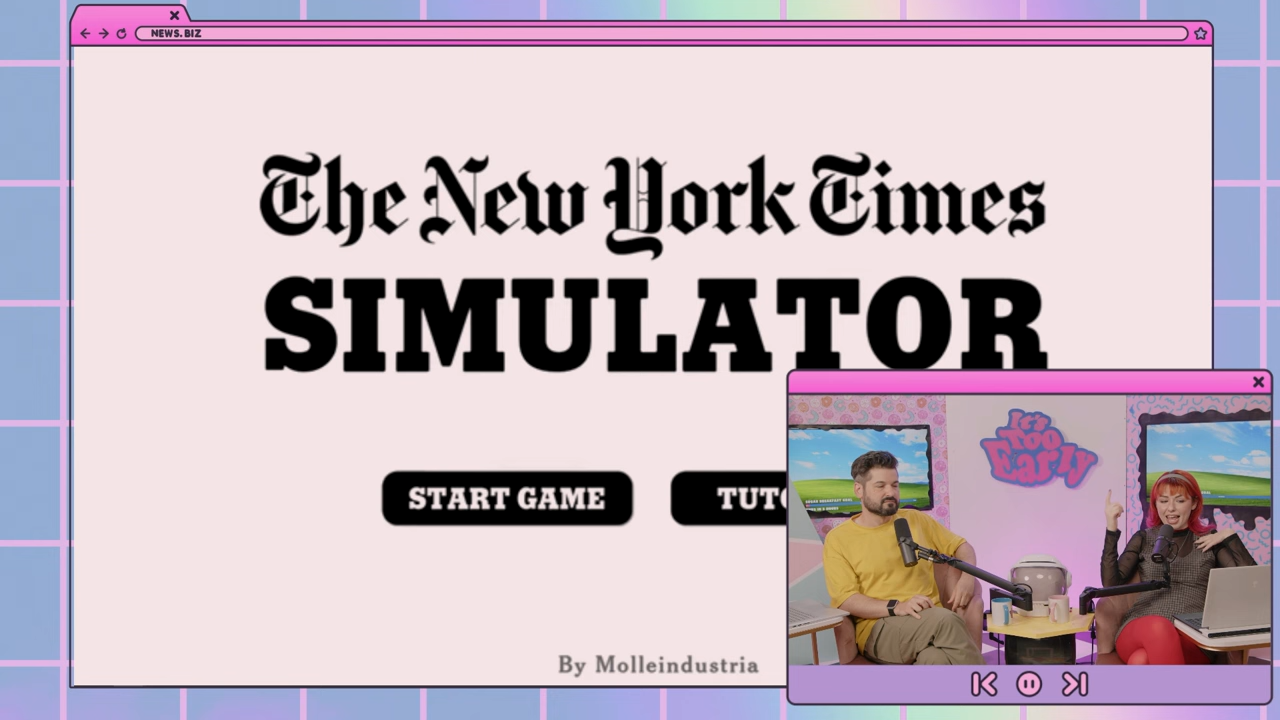 NEWS.BIZ
The New York Times
SIMULATOR
START GAME
TUTO
By Molleindustria
It's
Too
Early